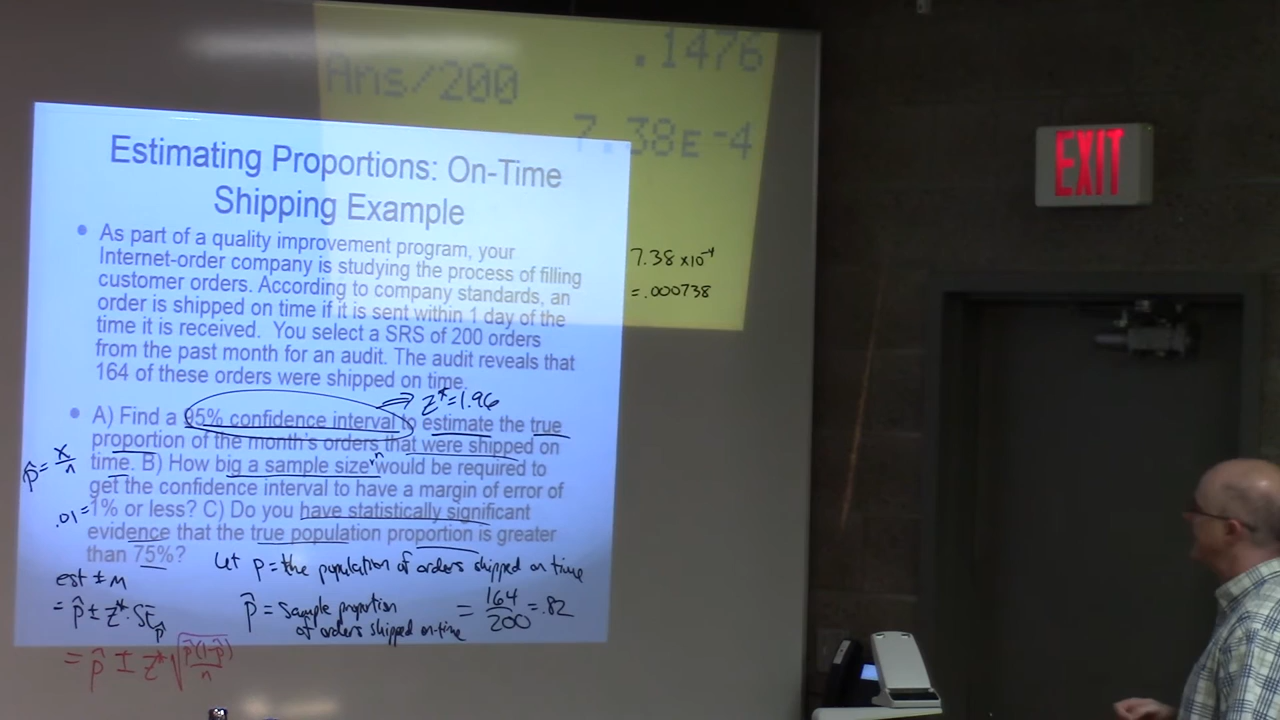 .1476
Ans/200
7.38E-4
Estimating Proportions: On-Time
Shipping Example
EXIT
• As part of a quality improvement program, your
Internet-order company is studying the process of filling
customer orders. According to company standards, an
order is shipped on time if it is sent within 1 day of the
time it is received. You select a SRS of 200 orders
from the past month for an audit. The audit reveals that
164 of these orders were shipped on time.
7.38 x10⁻⁴
= .000738
⇒ z*=1.96
• A) Find a 95% confidence interval to estimate the true
proportion of the month's orders that were shipped on
time. B) How big a sample size would be required to
get the confidence interval to have a margin of error of
1% or less? C) Do you have statistically significant
evidence that the true population proportion is greater
than 75%?
p̂ = x/n
n
.01=
Let p = the population of orders shipped on time
est ± M
= p̂ ± z* · SE_p̂
p̂ = sample proportion
of orders shipped on-time
= 164/200 = .82
= p̂ ± z* √(p̂(1-p̂)/n)